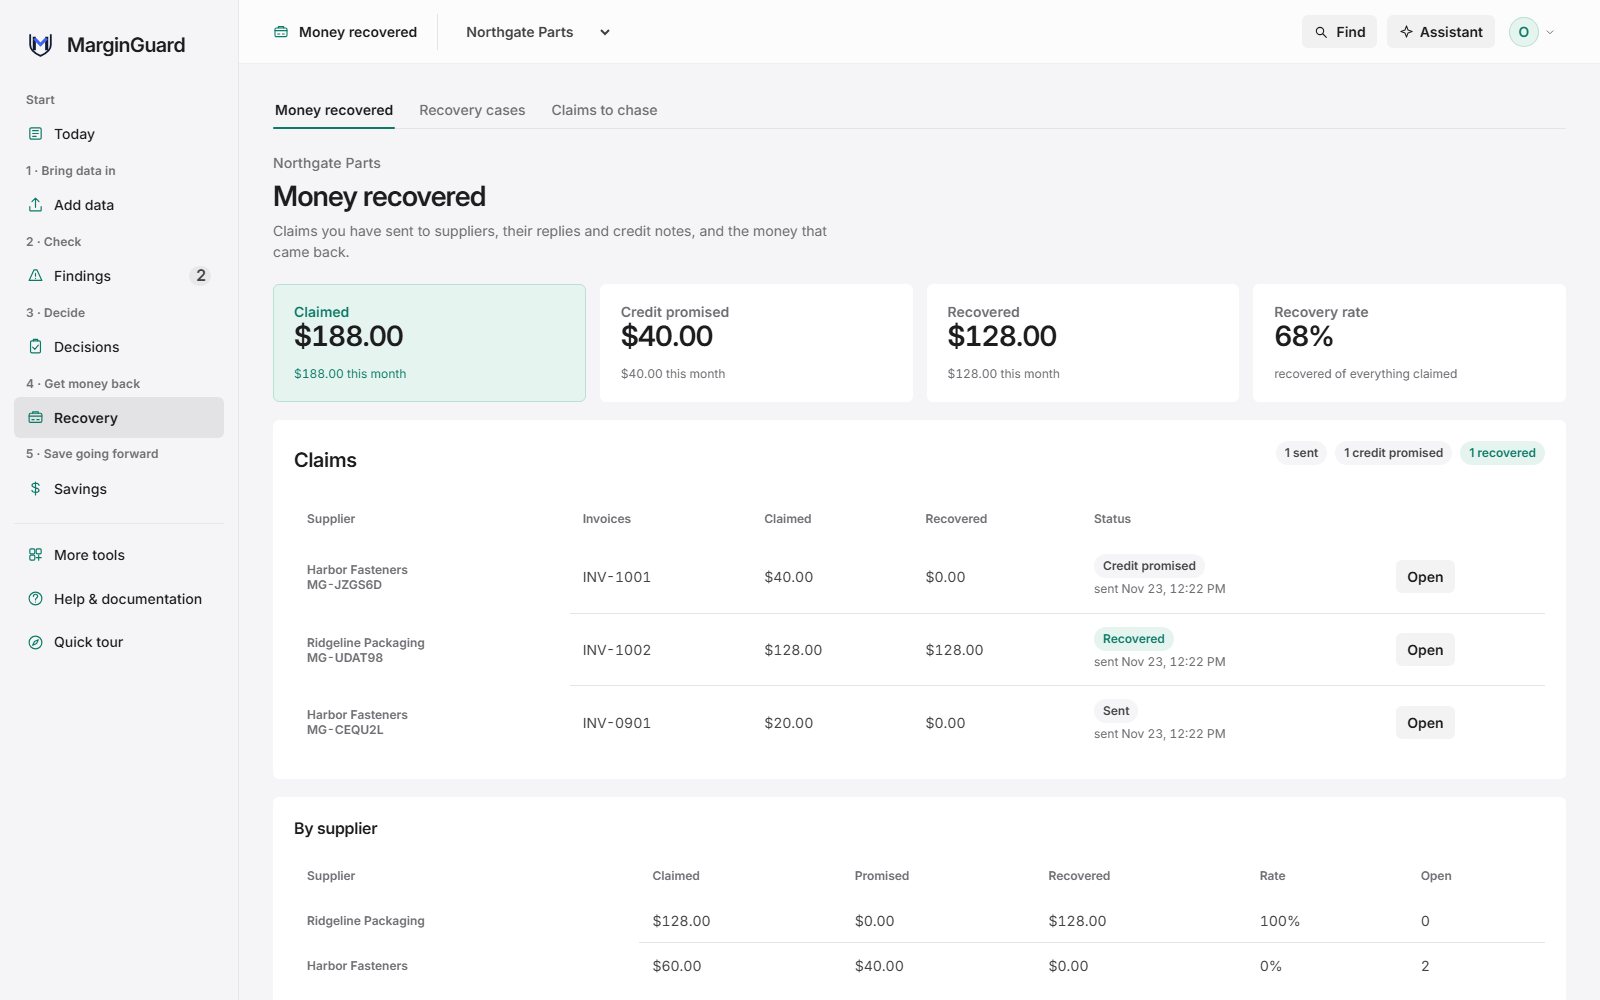 MarginGuard
Start
Today
1 · Bring data in
Add data
2 · Check
Findings 2
3 · Decide
Decisions
4 · Get money back
Recovery
5 · Save going forward
Savings
More tools
Help & documentation
Quick tour
Money recovered Northgate Parts Find Assistant O
Money recovered Recovery cases Claims to chase
Northgate Parts
Money recovered
Claims you have sent to suppliers, their replies and credit notes, and the money that
came back.
Claimed
$188.00
$188.00 this month
Credit promised
$40.00
$40.00 this month
Recovered
$128.00
$128.00 this month
Recovery rate
68%
recovered of everything claimed
Claims 1 sent 1 credit promised 1 recovered
Supplier Invoices Claimed Recovered Status
Harbor Fasteners
MG-JZGS6D INV-1001 $40.00 $0.00 Credit promised
sent Nov 23, 12:22 PM Open
Ridgeline Packaging
MG-UDAT98 INV-1002 $128.00 $128.00 Recovered
sent Nov 23, 12:22 PM Open
Harbor Fasteners
MG-CEQU2L INV-0901 $20.00 $0.00 Sent
sent Nov 23, 12:22 PM Open
By supplier
Supplier Claimed Promised Recovered Rate Open
Ridgeline Packaging $128.00 $0.00 $128.00 100% 0
Harbor Fasteners $60.00 $40.00 $0.00 0% 2